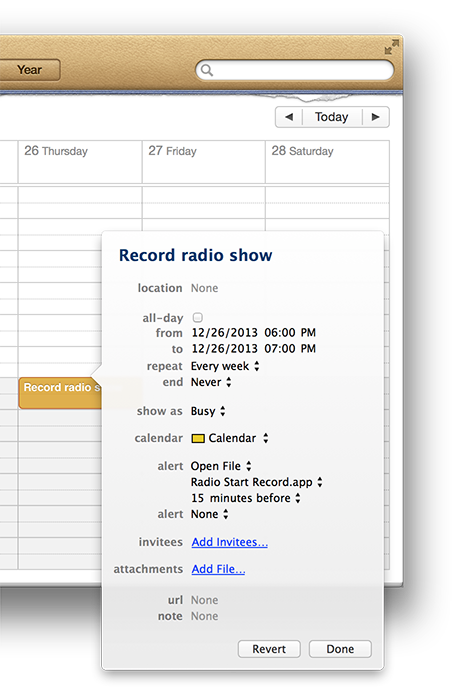 Year
Today
26 Thursday
27 Friday
28 Saturday
Record radio s
Record radio show
location None
all-day
from 12/26/2013 06:00 PM
to 12/26/2013 07:00 PM
repeat Every week
end Never
show as Busy
calendar Calendar
alert Open File
Radio Start Record.app
15 minutes before
alert None
invitees Add Invitees...
attachments Add File...
url None
note None
Revert
Done